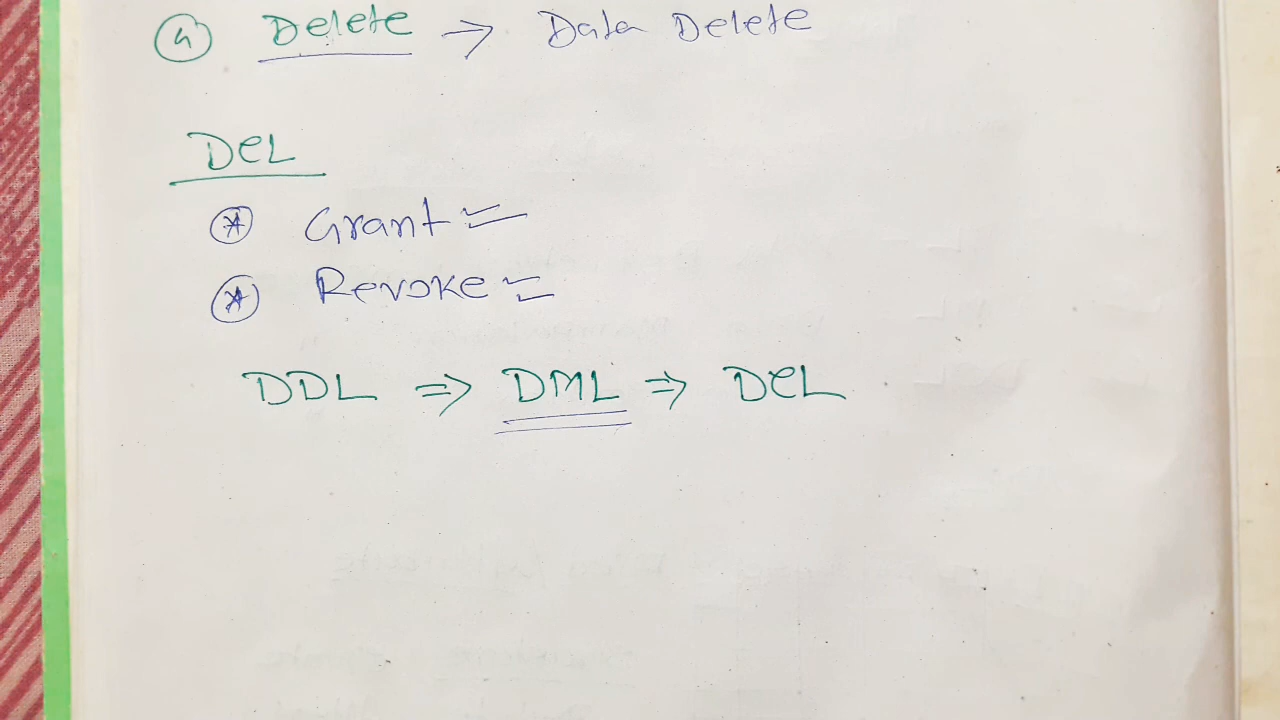 4 Delete → Data Delete
DCL
* Grant
* Revoke
DDL ⇒ DML ⇒ DCL